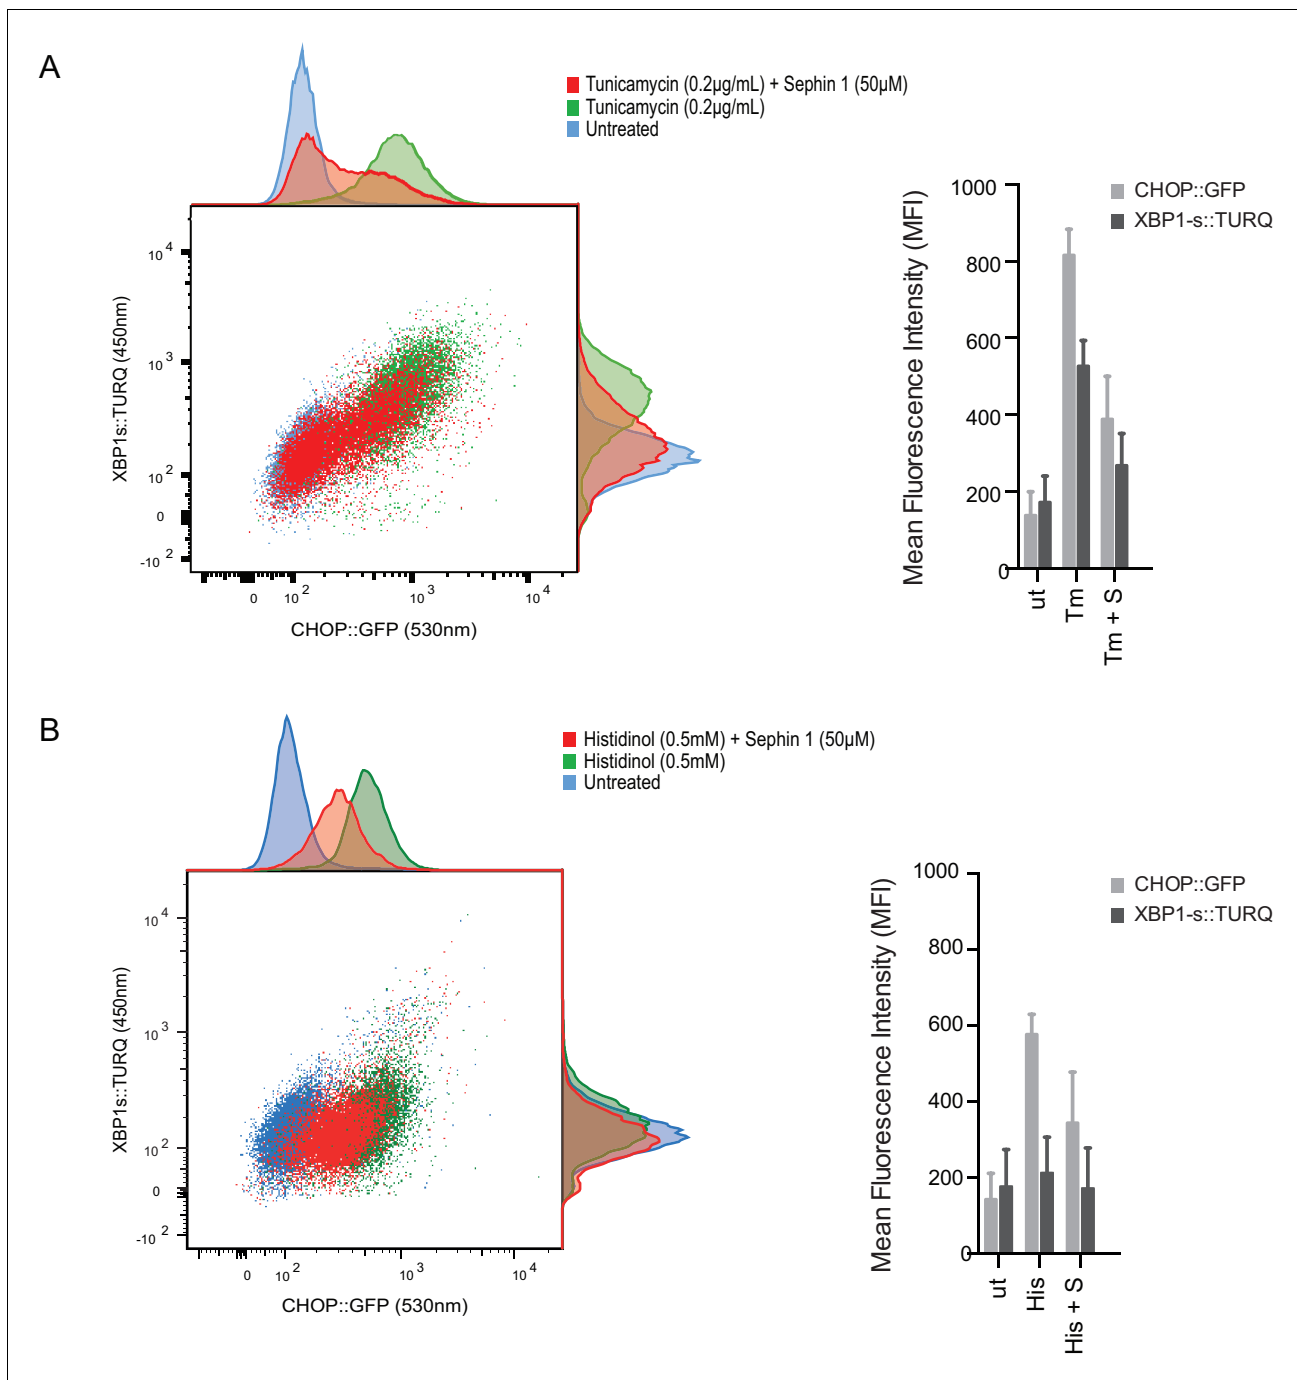 A
Tunicamycin (0.2µg/mL) + Sephin 1 (50µM)
Tunicamycin (0.2µg/mL)
Untreated
XBP1s::TURQ (450nm)
10 4
10 3
10 2
0
-10 2
0 10 2 10 3 10 4
CHOP::GFP (530nm)
Mean Fluorescence Intensity (MFI)
1000
800
600
400
200
0
CHOP::GFP
XBP1-s::TURQ
ut
Tm
Tm + S
B
Histidinol (0.5mM) + Sephin 1 (50µM)
Histidinol (0.5mM)
Untreated
XBP1s::TURQ (450nm)
10 4
10 3
10 2
0
-10 2
0 10 2 10 3 10 4
CHOP::GFP (530nm)
Mean Fluorescence Intensity (MFI)
1000
800
600
400
200
0
CHOP::GFP
XBP1-s::TURQ
ut
His
His + S